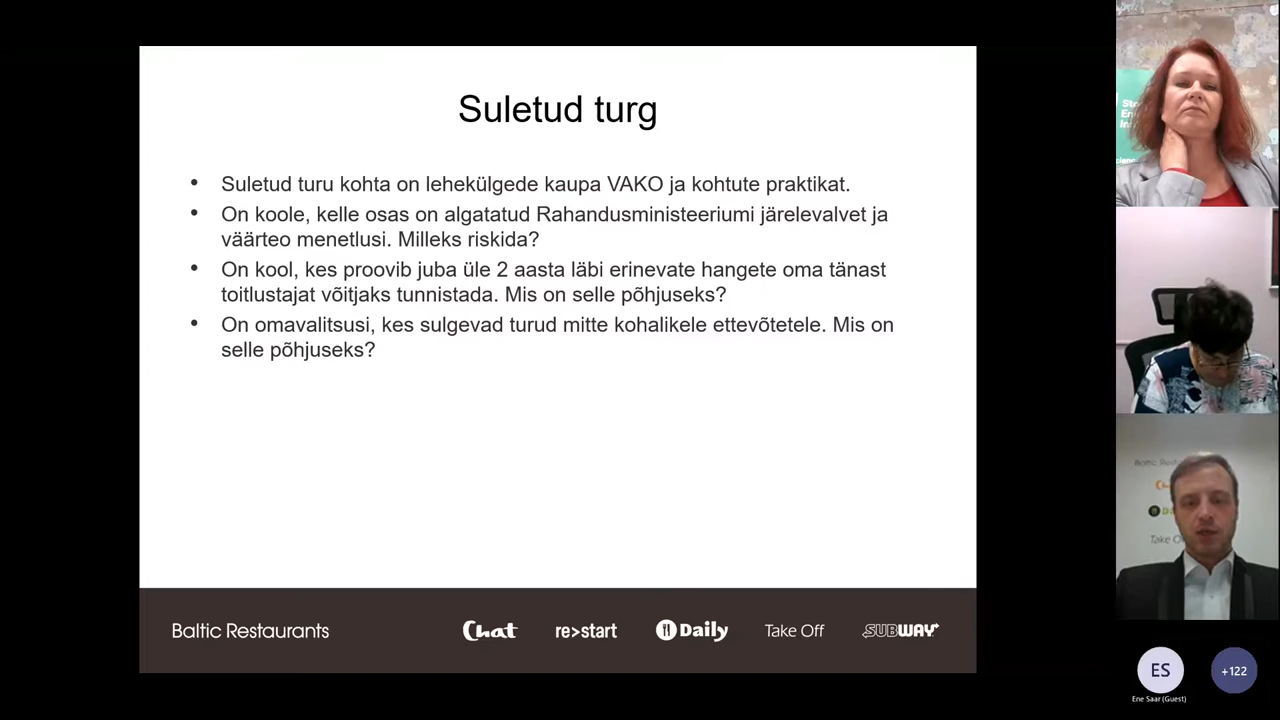 Suletud turg
• Suletud turu kohta on lehekülgede kaupa VAKO ja kohtute praktikat.
• On koole, kelle osas on algatatud Rahandusministeeriumi järelevalvet ja
väärteo menetlusi. Milleks riskida?
• On kool, kes proovib juba üle 2 aasta läbi erinevate hangete oma tänast
toitlustajat võitjaks tunnistada. Mis on selle põhjuseks?
• On omavalitsusi, kes sulgevad turud mitte kohalikele ettevõtetele. Mis on
selle põhjuseks?
Baltic Restaurants
Chat
re>start
Daily
Take Off
SUBWAY
Baltic
Take
ES
+122
Ene Saar (Guest)